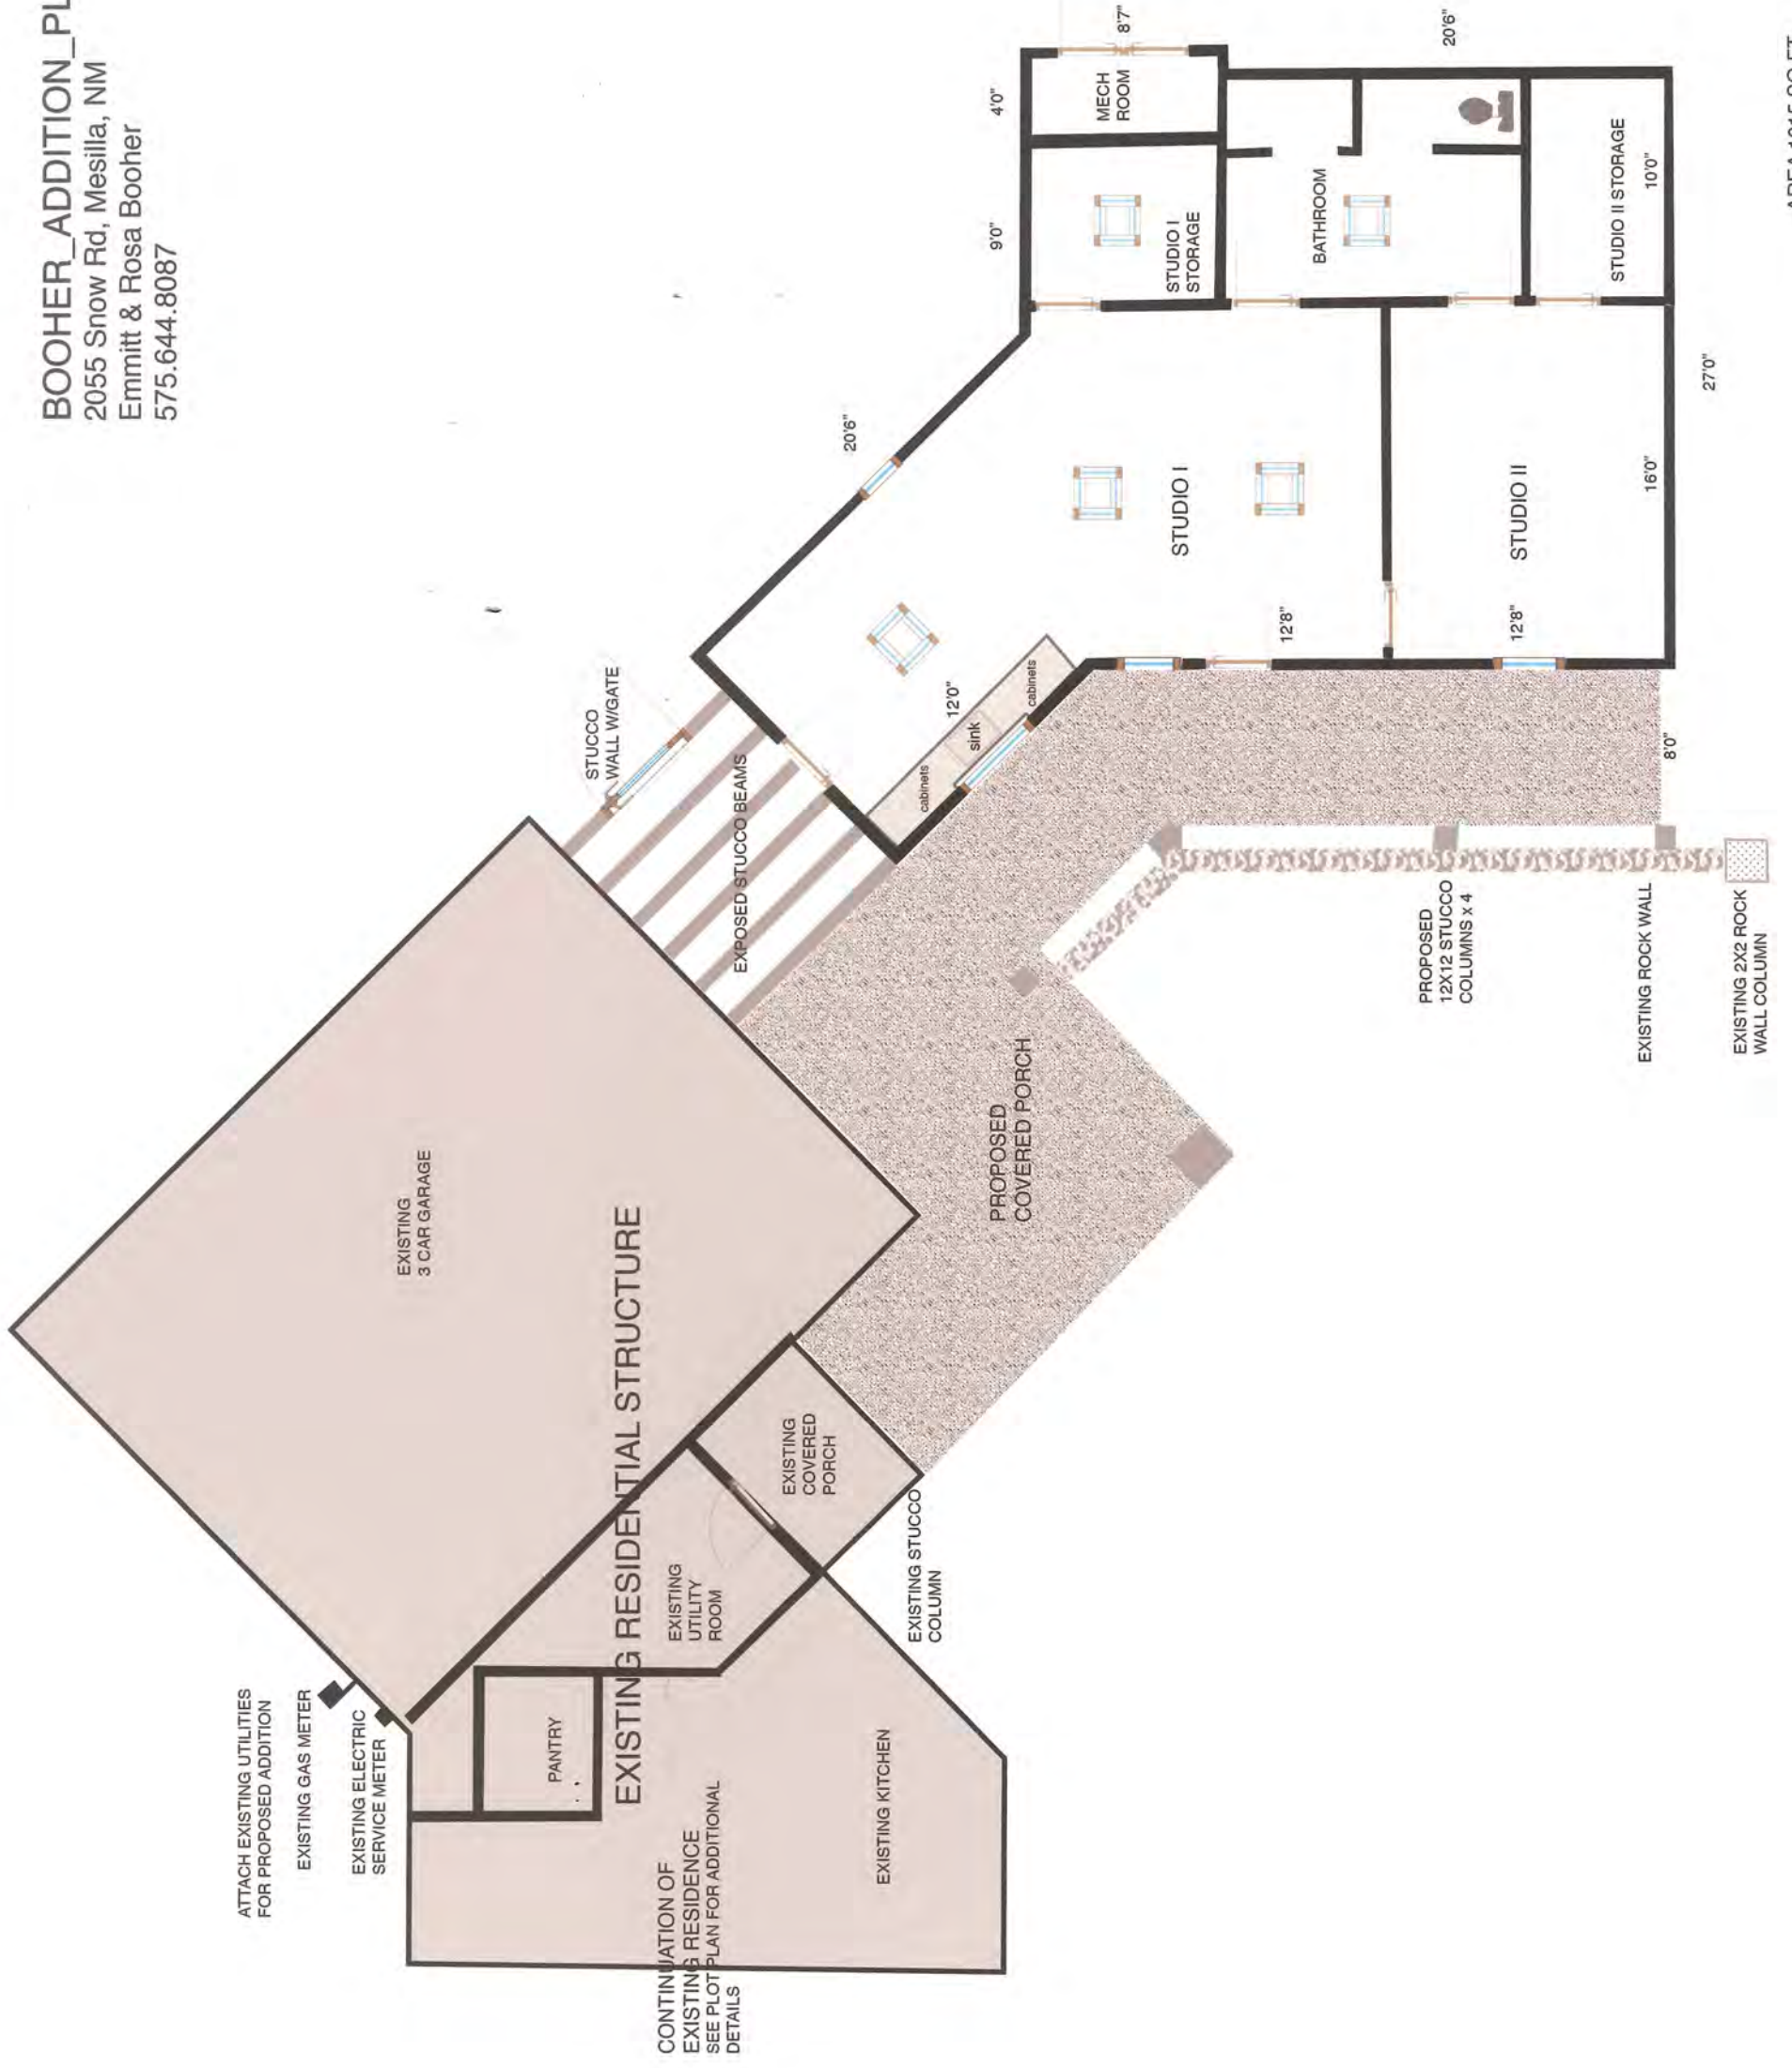 BOOHER_ADDITION_PL
2055 Snow Rd, Mesilla, NM
Emmitt & Rosa Booher
575.644.8087
ATTACH EXISTING UTILITIES
FOR PROPOSED ADDITION
EXISTING GAS METER
EXISTING ELECTRIC
SERVICE METER
EXISTING
3 CAR GARAGE
PANTRY
EXISTING RESIDENTIAL STRUCTURE
EXISTING
UTILITY
ROOM
EXISTING
COVERED
PORCH
CONTINUATION OF
EXISTING RESIDENCE
SEE PLOT PLAN FOR ADDITIONAL
DETAILS
EXISTING KITCHEN
EXISTING STUCCO
COLUMN
STUCCO
WALL W/GATE
EXPOSED STUCCO BEAMS
PROPOSED
COVERED PORCH
20'6"
12'0"
cabinets
sink
cabinets
9'0"
4'0"
8'7"
MECH
ROOM
STUDIO I
STORAGE
STUDIO I
12'8"
BATHROOM
20'6"
STUDIO II
12'8"
STUDIO II STORAGE
10'0"
16'0"
8'0"
27'0"
PROPOSED
12X12 STUCCO
COLUMNS x 4
EXISTING ROCK WALL
EXISTING 2X2 ROCK
WALL COLUMN